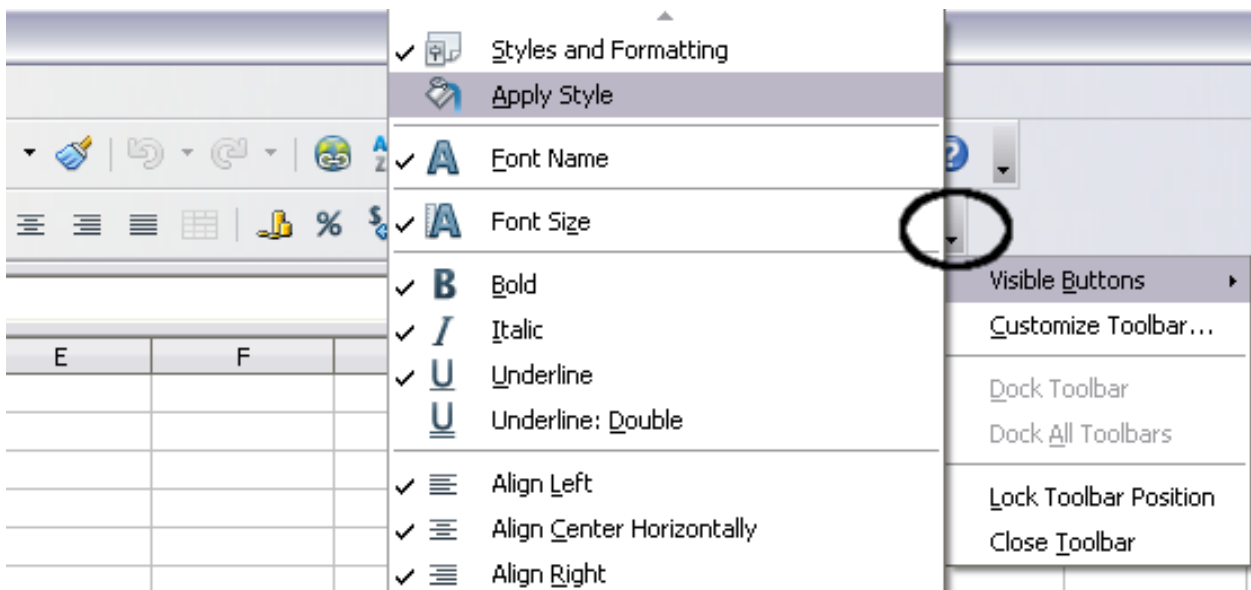 Styles and Formatting
Apply Style
Font Name
Font Size
Bold
Italic
Underline
Underline: Double
Align Left
Align Center Horizontally
Align Right
Visible Buttons
Customize Toolbar...
Dock Toolbar
Dock All Toolbars
Lock Toolbar Position
Close Toolbar
E F